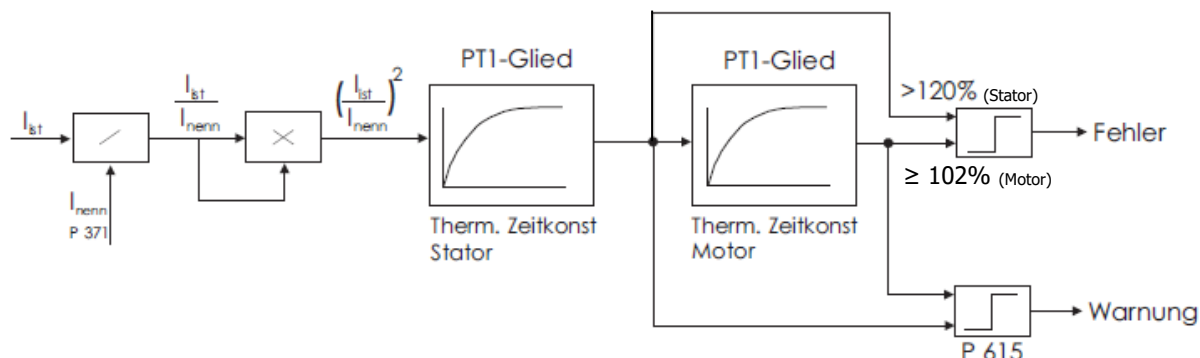 PT1-Glied
PT1-Glied
I_ist
I_ist
I_nenn
(I_ist
I_nenn)²
>120% (Stator)
Fehler
≥ 102% (Motor)
I_nenn
P 371
Therm. Zeitkonst
Stator
Therm. Zeitkonst
Motor
Warnung
P 615